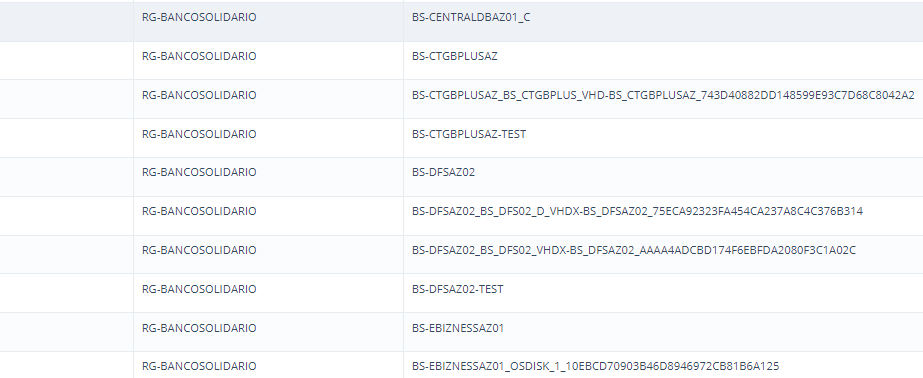 RG-BANCOSOLIDARIO BS-CENTRALDBAZ01_C
RG-BANCOSOLIDARIO BS-CTGBPLUSAZ
RG-BANCOSOLIDARIO BS-CTGBPLUSAZ_BS_CTGBPLUS_VHD-BS_CTGBPLUSAZ_743D40882DD148599E93C7D68C8042A2
RG-BANCOSOLIDARIO BS-CTGBPLUSAZ-TEST
RG-BANCOSOLIDARIO BS-DFSAZ02
RG-BANCOSOLIDARIO BS-DFSAZ02_BS_DFS02_D_VHDX-BS_DFSAZ02_75ECA92323FA454CA237A8C4C376B314
RG-BANCOSOLIDARIO BS-DFSAZ02_BS_DFS02_VHDX-BS_DFSAZ02_AAAA4ADCBD174F6EBFDA2080F3C1A02C
RG-BANCOSOLIDARIO BS-DFSAZ02-TEST
RG-BANCOSOLIDARIO BS-EBIZNESSAZ01
RG-BANCOSOLIDARIO BS-EBIZNESSAZ01_OSDISK_1_10EBCD70903B46D8946972CB81B6A125